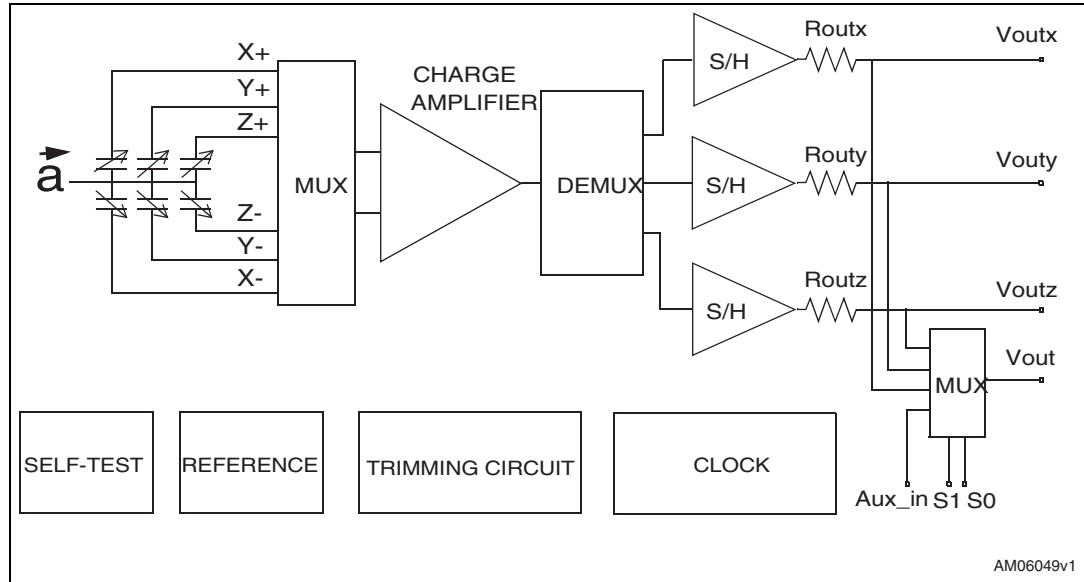 X+
Y+
Z+
a
Z-
Y-
X-
MUX
CHARGE
AMPLIFIER
DEMUX
S/H
Routx
Voutx
S/H
Routy
Vouty
S/H
Routz
Voutz
Vout
MUX
Aux_in S1 S0
SELF-TEST
REFERENCE
TRIMMING CIRCUIT
CLOCK
AM06049v1